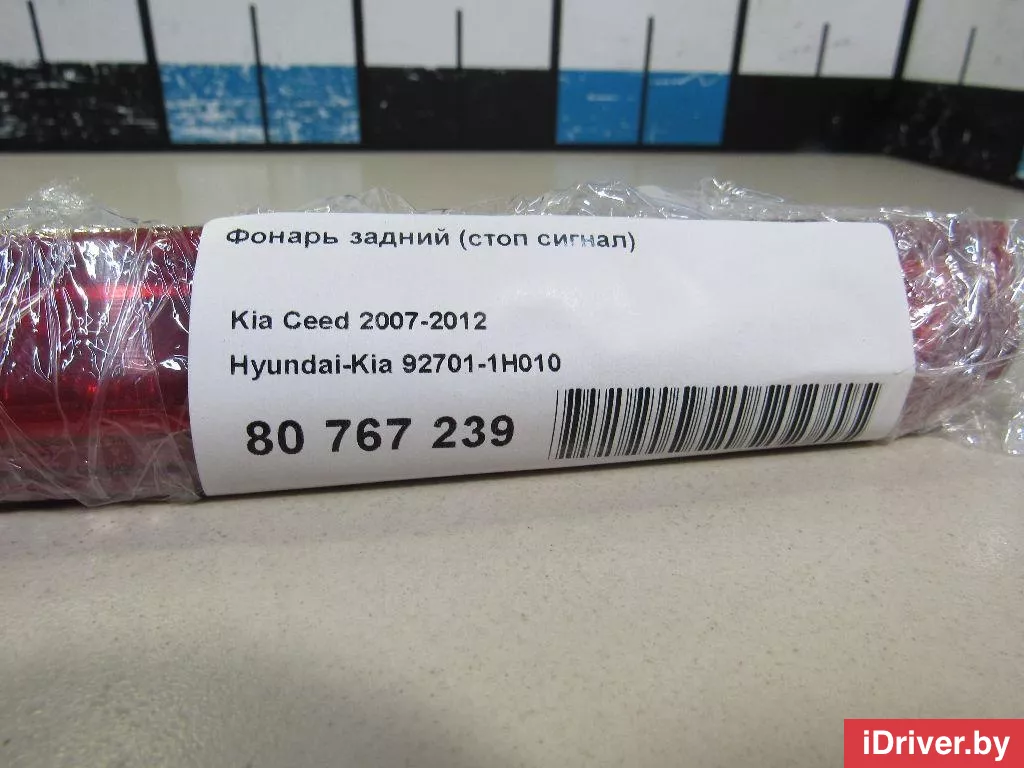 Фонарь задний (стоп сигнал)
Kia Ceed 2007-2012
Hyundai-Kia 92701-1H010
80 767 239
iDriver.by